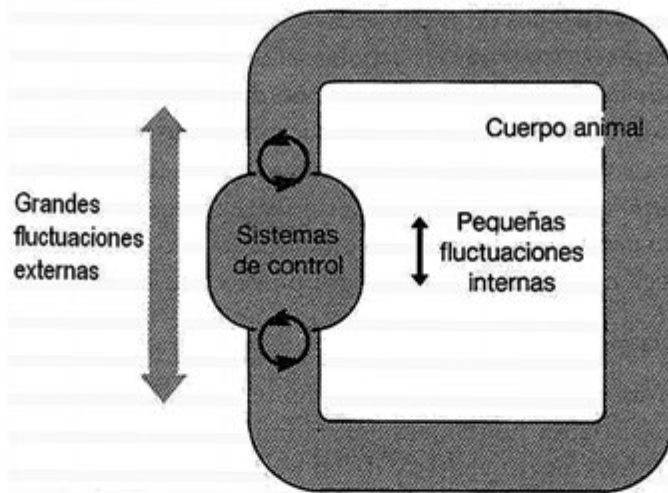 Cuerpo animal
Grandes
fluctuaciones
externas
Sistemas
de control
Pequeñas
fluctuaciones
internas